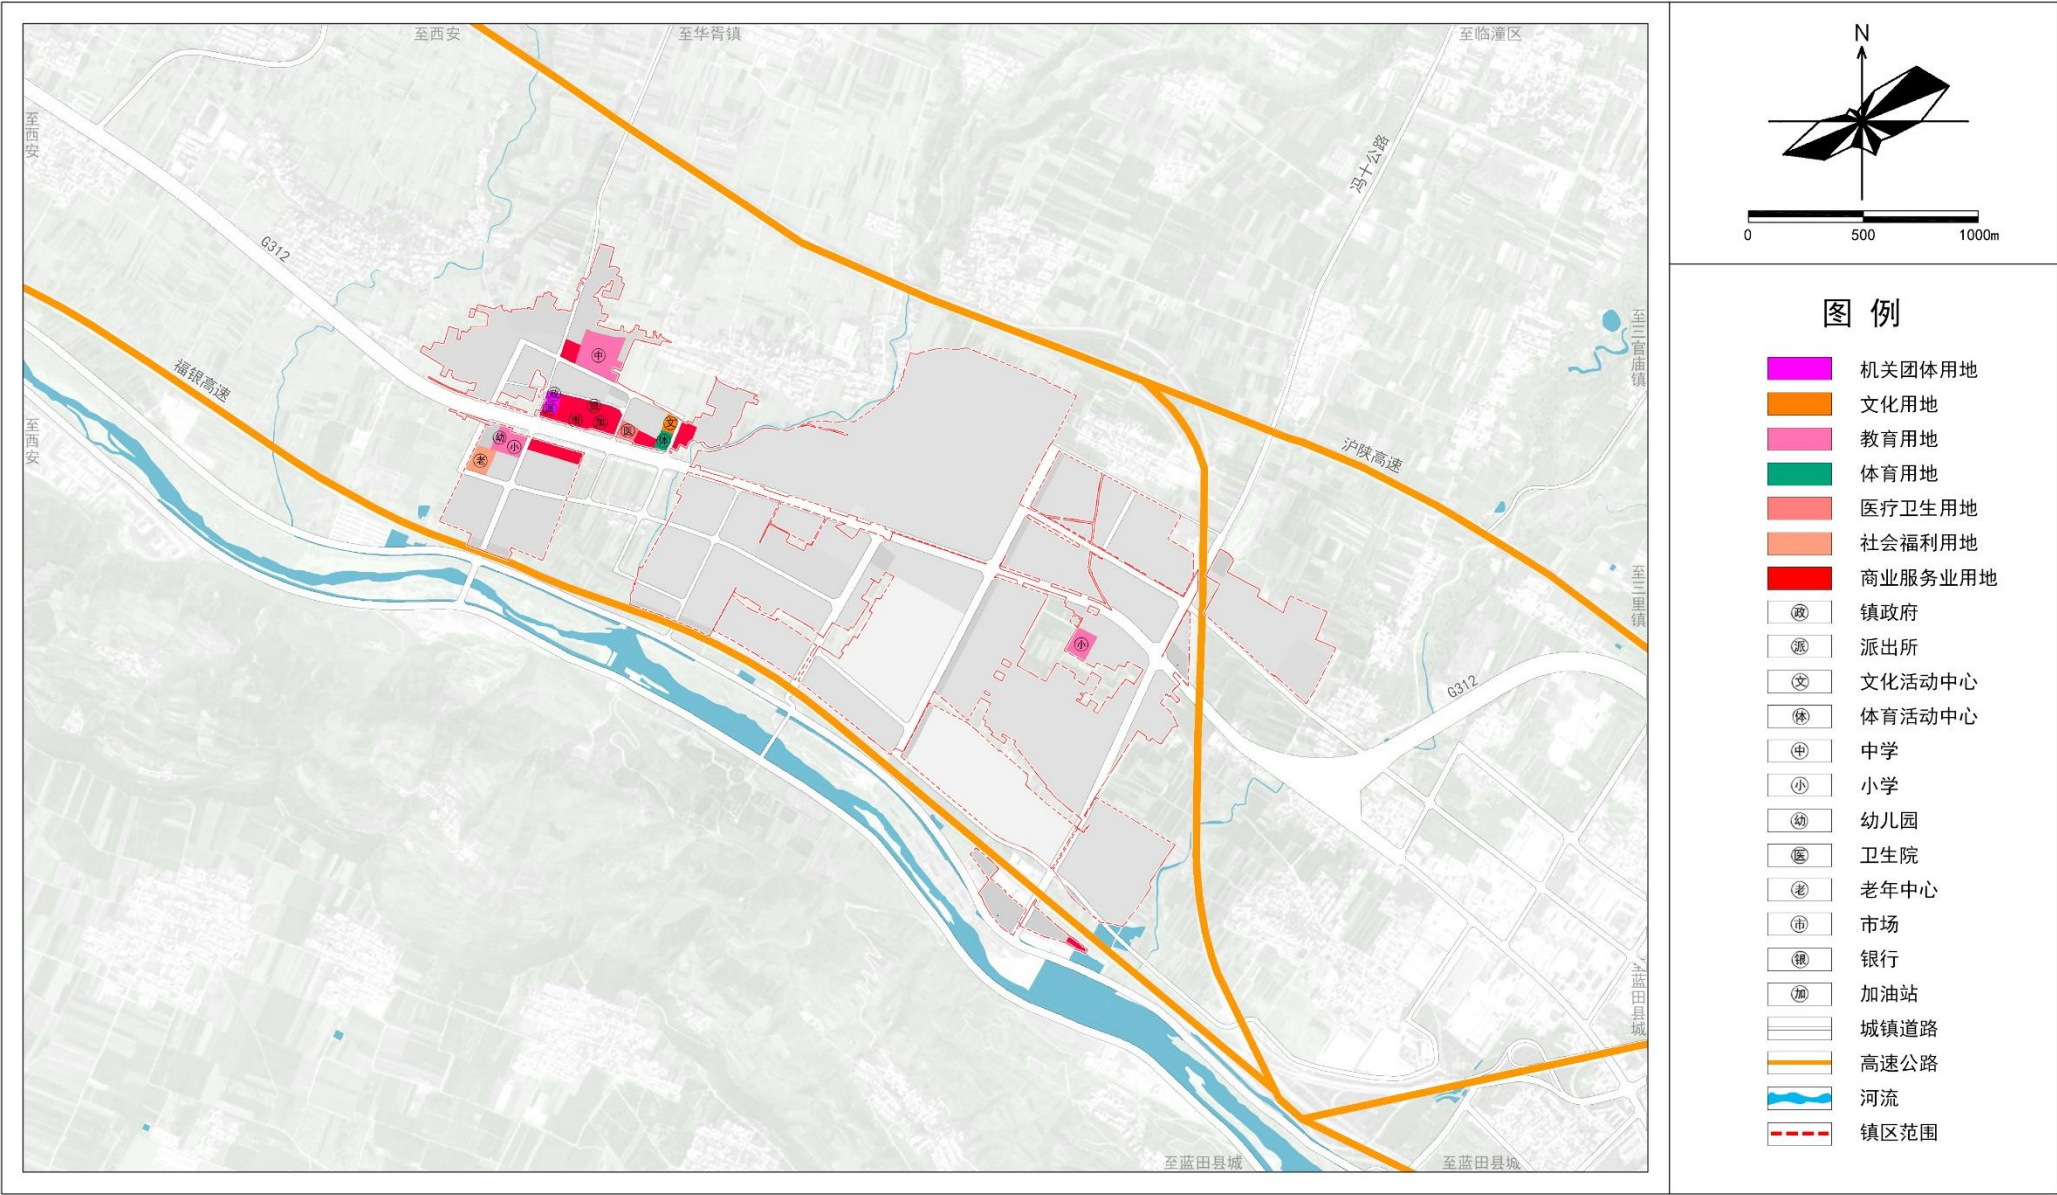 至西安
至华胥镇
至临潼区
至西安
冯十公路
G312
至三官庙镇
福银高速
中
政
派
银
市
加
医
文
体
幼
小
老
至西安
沪陕高速
至三里镇
小
G312
至蓝田县城
至蓝田县城
至蓝田县城
N
0 500 1000m
图 例
机关团体用地
文化用地
教育用地
体育用地
医疗卫生用地
社会福利用地
商业服务业用地
政 镇政府
派 派出所
文 文化活动中心
体 体育活动中心
中 中学
小 小学
幼 幼儿园
医 卫生院
老 老年中心
市 市场
银 银行
加 加油站
城镇道路
高速公路
河流
镇区范围